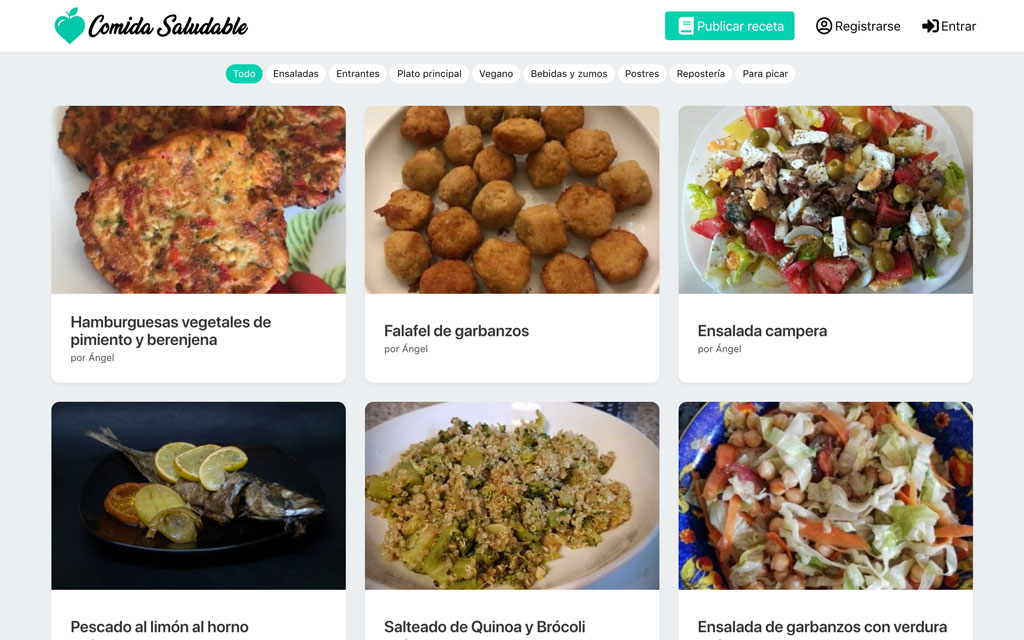 Comida Saludable
Publicar receta
Registrarse
Entrar
Todo
Ensaladas
Entrantes
Plato principal
Vegano
Bebidas y zumos
Postres
Repostería
Para picar
Hamburguesas vegetales de
pimiento y berenjena
por Ángel
Falafel de garbanzos
por Ángel
Ensalada campera
por Ángel
Pescado al limón al horno
Salteado de Quinoa y Brócoli
Ensalada de garbanzos con verdura